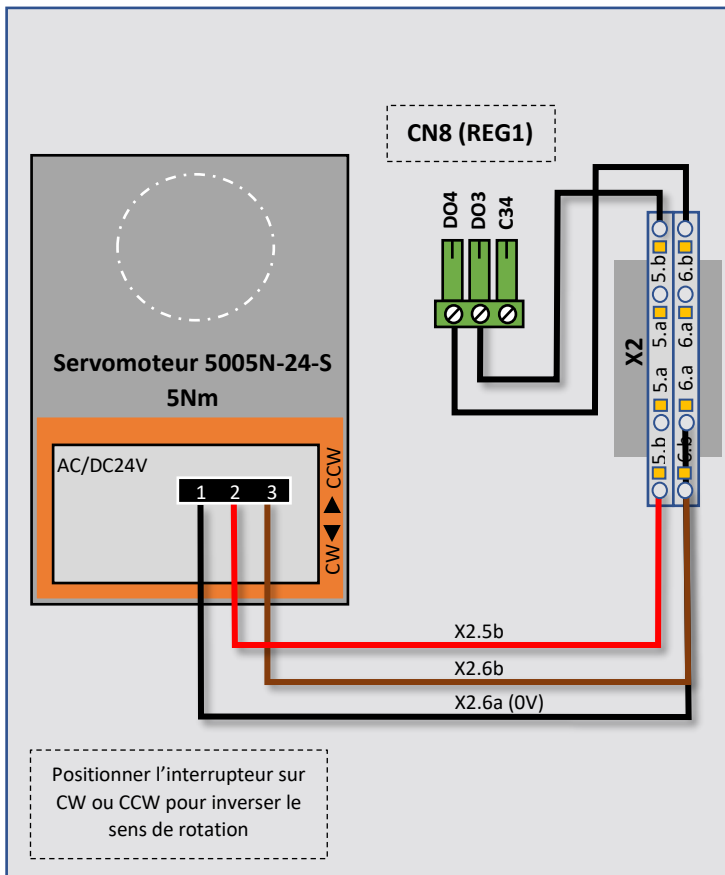 CN8 (REG1)
DO4
DO3
C34
5.b
6.b
5.a
6.a
X2
5.a
6.a
5.b
6.b
Servomoteur 5005N-24-S
5Nm
AC/DC24V
1 2 3
CW ◀ ▶ CCW
X2.5b
X2.6b
X2.6a (0V)
Positionner l’interrupteur sur
CW ou CCW pour inverser le
sens de rotation